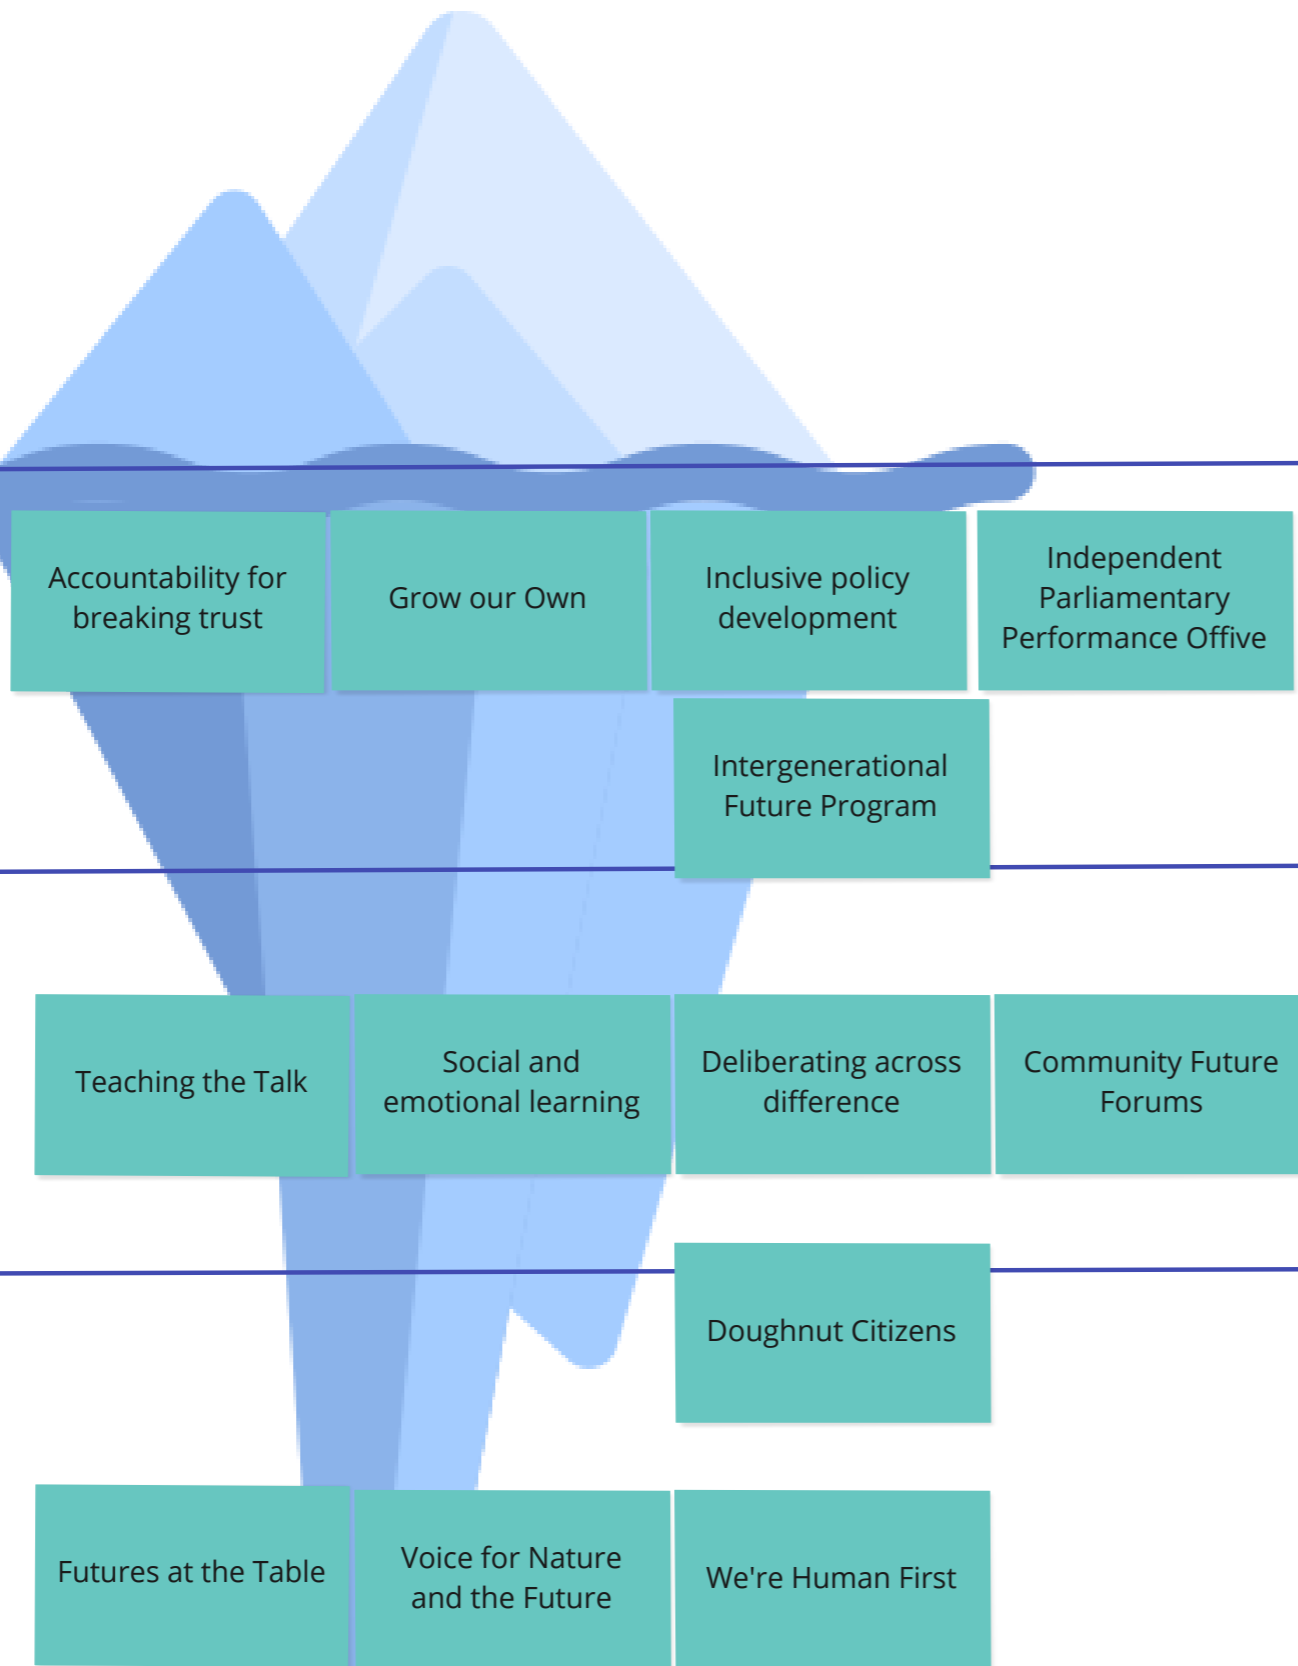 Accountability for
breaking trust
Grow our Own
Inclusive policy
development
Independent
Parliamentary
Performance Offive
Intergenerational
Future Program
Teaching the Talk
Social and
emotional learning
Deliberating across
difference
Community Future
Forums
Doughnut Citizens
Futures at the Table
Voice for Nature
and the Future
We're Human First